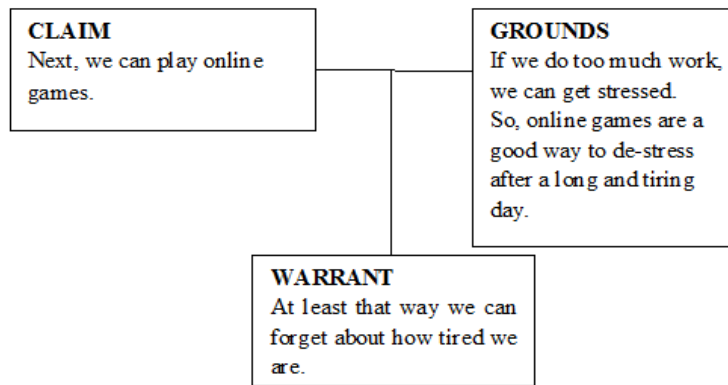 CLAIM
Next, we can play online
games.
GROUNDS
If we do too much work,
we can get stressed.
So, online games are a
good way to de-stress
after a long and tiring
day.
WARRANT
At least that way we can
forget about how tired we
are.